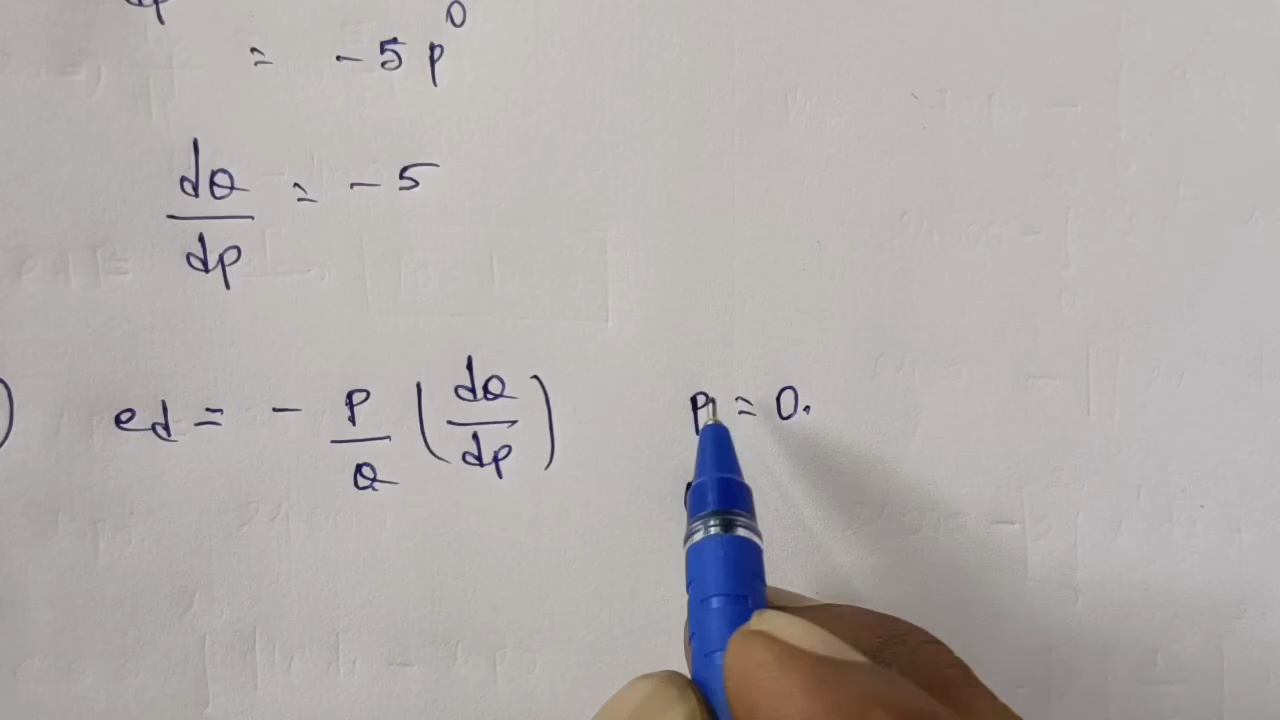 = -5 p⁰
dQ/dp = -5
) ed = - P/Q (dQ/dp) P = 0.